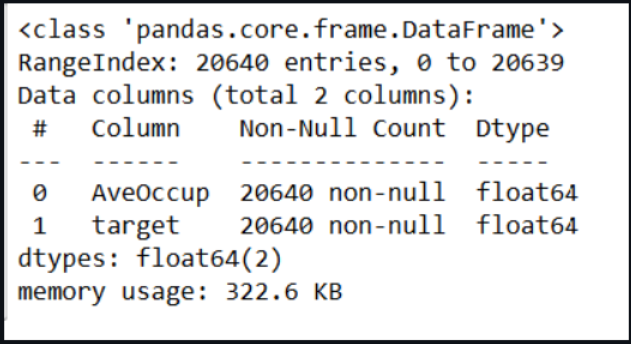 <class 'pandas.core.frame.DataFrame'>
RangeIndex: 20640 entries, 0 to 20639
Data columns (total 2 columns):
 #   Column    Non-Null Count  Dtype
---  ------    --------------  -----
 0   AveOccup  20640 non-null  float64
 1   target    20640 non-null  float64
dtypes: float64(2)
memory usage: 322.6 KB